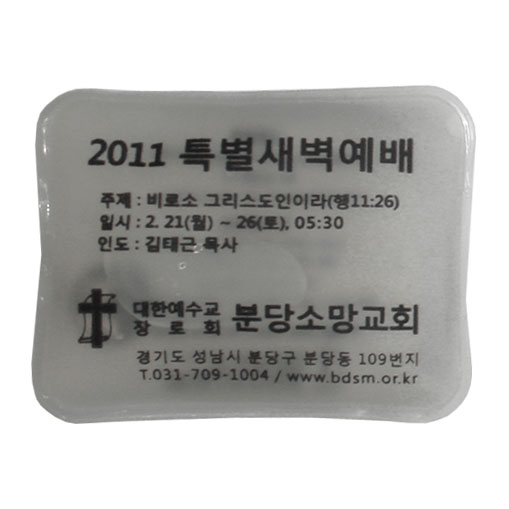 2011 특별새벽예배
주제 : 비로소 그리스도인이라(행11:26)
일시 : 2. 21(월) ~ 26(토), 05:30
인도 : 김태근 목사
대한예수교
장로회 분당소망교회
경기도 성남시 분당구 분당동 109번지
T.031-709-1004 / www.bdsm.or.kr